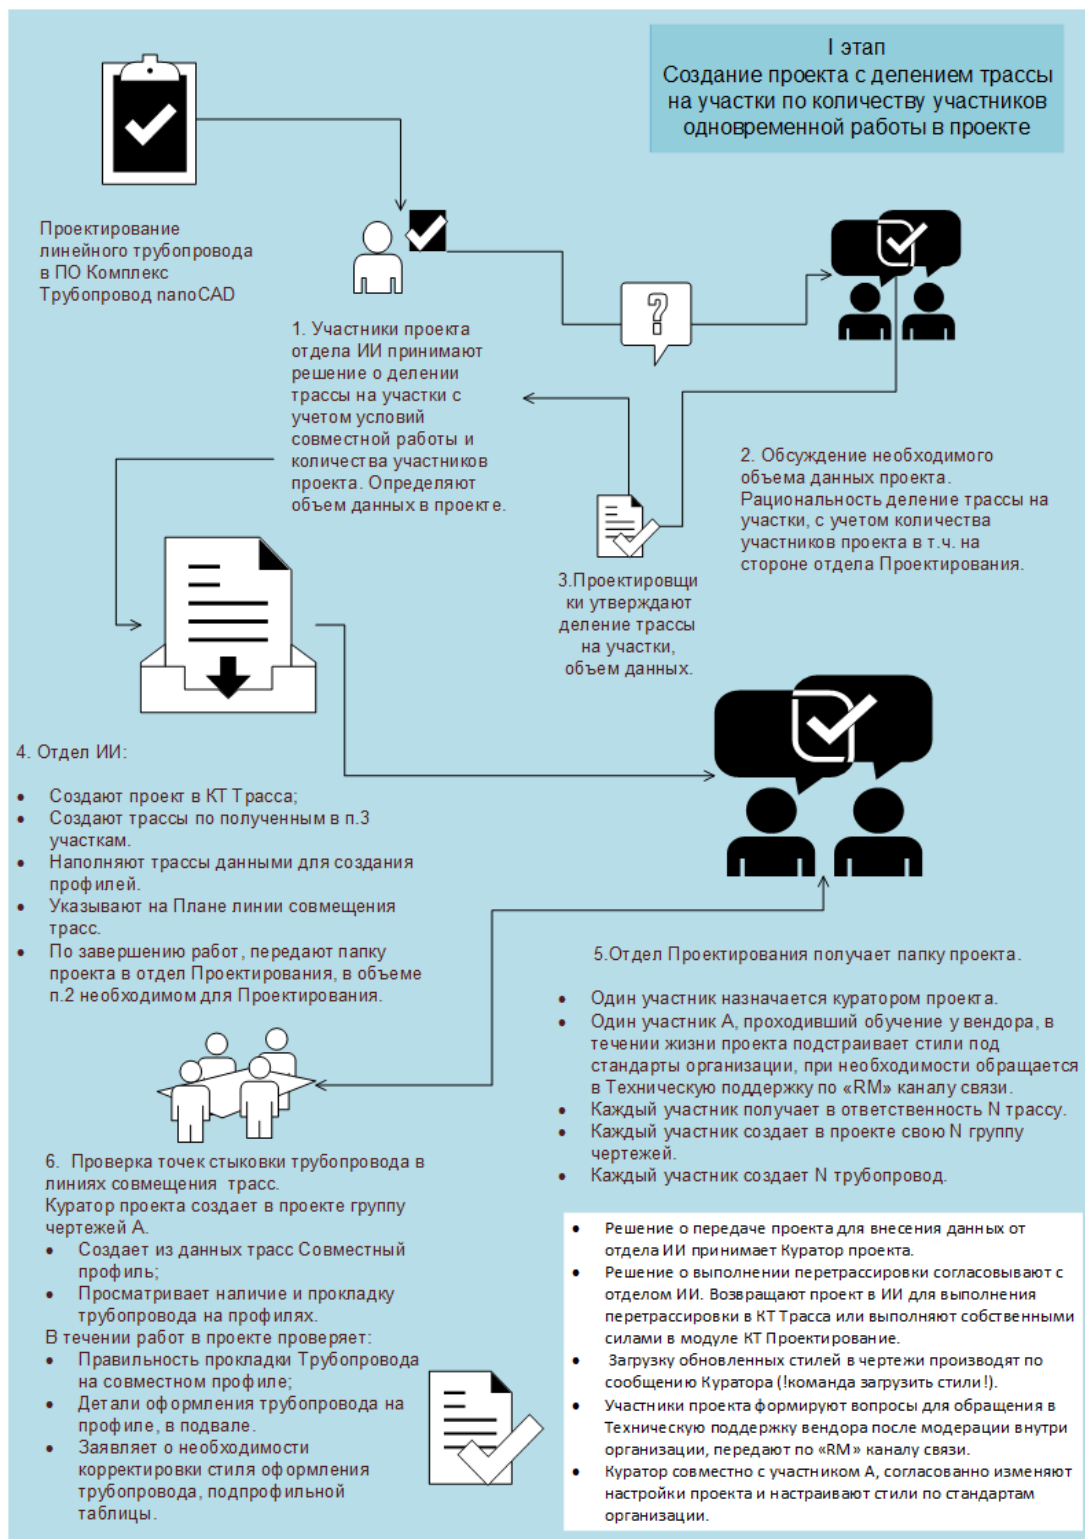 I этап
Создание проекта с делением трассы
на участки по количеству участников
одновременной работы в проекте
Проектирование
линейного трубопровода
в ПО Комплекс
Трубопровод nanoCAD
?
1. Участники проекта
отдела ИИ принимают
решение о делении
трассы на участки с
учетом условий
совместной работы и
количества участников
проекта. Определяют
объем данных в проекте.
2. Обсуждение необходимого
объема данных проекта.
Рациональность деление трассы на
участки, с учетом количества
участников проекта в т.ч. на
стороне отдела Проектирования.
3.Проектировщи
ки утверждают
деление трассы
на участки,
объем данных.
4. Отдел ИИ:
• Создают проект в КТ Трасса;
• Создают трассы по полученным в п.3
участкам.
• Наполняют трассы данными для создания
профилей.
• Указывают на Плане линии совмещения
трасс.
• По завершению работ, передают папку
проекта в отдел Проектирования, в объеме
п.2 необходимом для Проектирования.
5.Отдел Проектирования получает папку проекта.
• Один участник назначается куратором проекта.
• Один участник А, проходивший обучение у вендора, в
течении жизни проекта подстраивает стили под
стандарты организации, при необходимости обращается
в Техническую поддержку по «RM» каналу связи.
• Каждый участник получает в ответственность N трассу.
• Каждый участник создает в проекте свою N группу
чертежей.
• Каждый участник создает N трубопровод.
6. Проверка точек стыковки трубопровода в
линиях совмещения трасс.
Куратор проекта создает в проекте группу
чертежей А.
• Создает из данных трасс Совместный
профиль;
• Просматривает наличие и прокладку
трубопровода на профилях.
В течении работ в проекте проверяет:
• Правильность прокладки Трубопровода
на совместном профиле;
• Детали оформления трубопровода на
профиле, в подвале.
• Заявляет о необходимости
корректировки стиля оформления
трубопровода, подпрофильной
таблицы.
• Решение о передаче проекта для внесения данных от
отдела ИИ принимает Куратор проекта.
• Решение о выполнении перетрассировки согласовывают с
отделом ИИ. Возвращают проект в ИИ для выполнения
перетрассировки в КТ Трасса или выполняют собственными
силами в модуле КТ Проектирование.
• Загрузку обновленных стилей в чертежи производят по
сообщению Куратора (!команда загрузить стили!).
• Участники проекта формируют вопросы для обращения в
Техническую поддержку вендора после модерации внутри
организации, передают по «RM» каналу связи.
• Куратор совместно с участником А, согласованно изменяют
настройки проекта и настраивают стили по стандартам
организации.